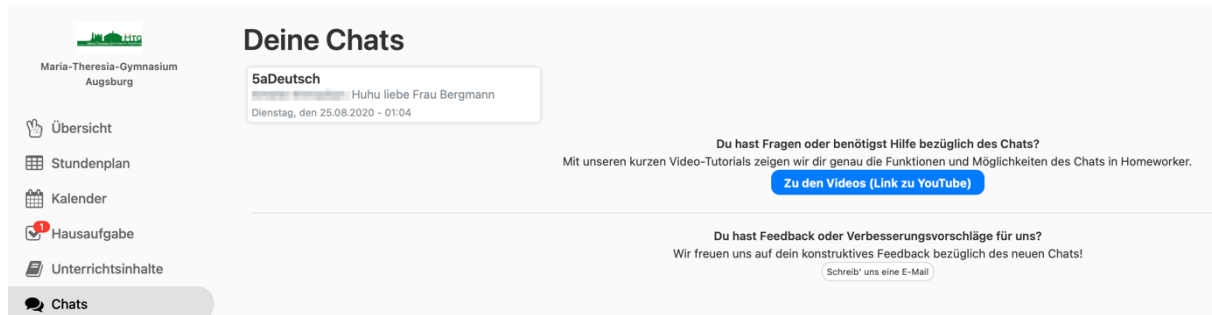 MTG
Maria-Theresia-Gymnasium
Augsburg
Übersicht
Stundenplan
Kalender
1
Hausaufgabe
Unterrichtsinhalte
Chats
Deine Chats
5aDeutsch
Huhu liebe Frau Bergmann
Dienstag, den 25.08.2020 - 01:04
Du hast Fragen oder benötigst Hilfe bezüglich des Chats?
Mit unseren kurzen Video-Tutorials zeigen wir dir genau die Funktionen und Möglichkeiten des Chats in Homeworker.
Zu den Videos (Link zu YouTube)
Du hast Feedback oder Verbesserungsvorschläge für uns?
Wir freuen uns auf dein konstruktives Feedback bezüglich des neuen Chats!
Schreib' uns eine E-Mail